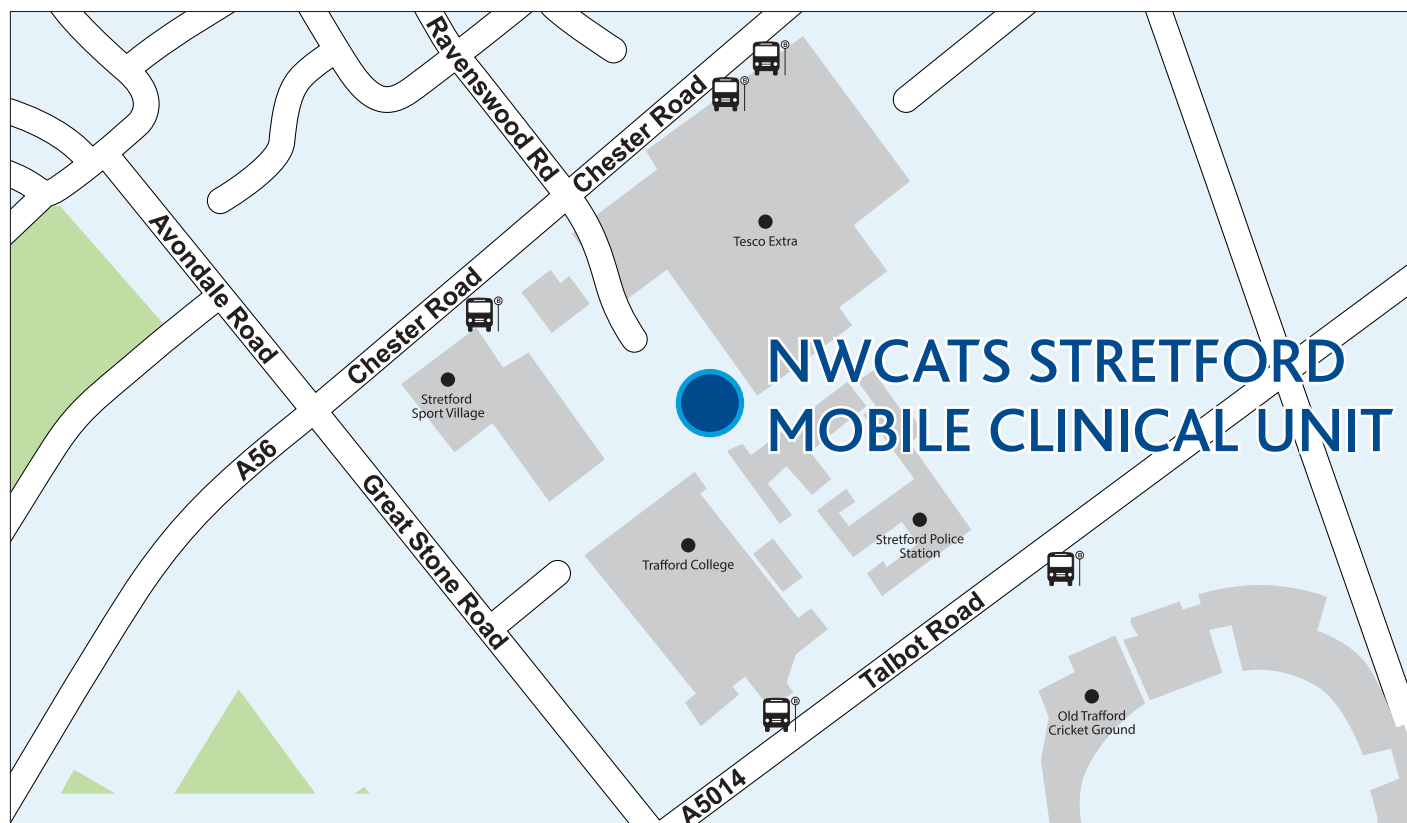 Ravenswood Rd
Chester Road
Avondale Road
Tesco Extra
Chester Road
NWCATS STRETFORD
MOBILE CLINICAL UNIT
Stretford
Sport Village
A56
Great Stone Road
Stretford Police
Station
Trafford College
Talbot Road
Old Trafford
Cricket Ground
A5014
B
B
B
B
B